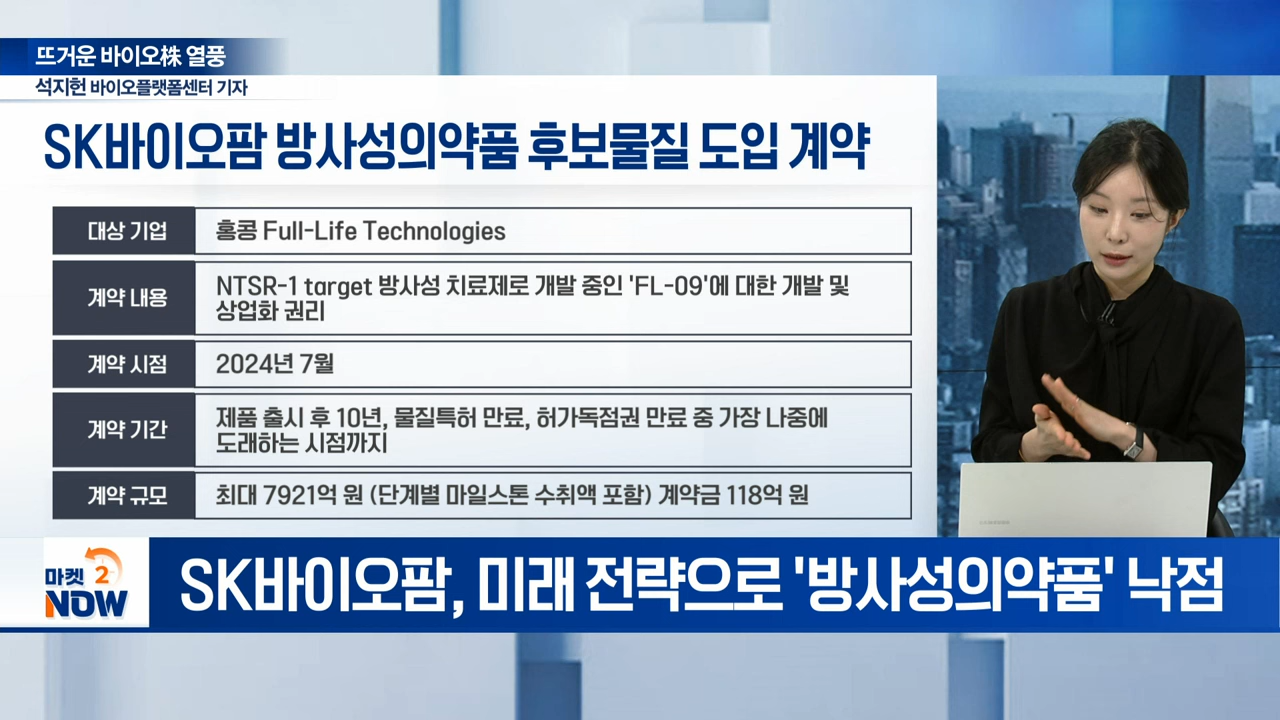 뜨거운 바이오株 열풍
석지헌 바이오플랫폼센터 기자
SK바이오팜 방사성의약품 후보물질 도입 계약
대상 기업
홍콩 Full-Life Technologies
계약 내용
NTSR-1 target 방사성 치료제로 개발 중인 'FL-09'에 대한 개발 및
상업화 권리
계약 시점
2024년 7월
계약 기간
제품 출시 후 10년, 물질특허 만료, 허가독점권 만료 중 가장 나중에
도래하는 시점까지
계약 규모
최대 7921억 원 (단계별 마일스톤 수취액 포함) 계약금 118억 원
마켓 2
NOW
SK바이오팜, 미래 전략으로 '방사성의약품' 낙점